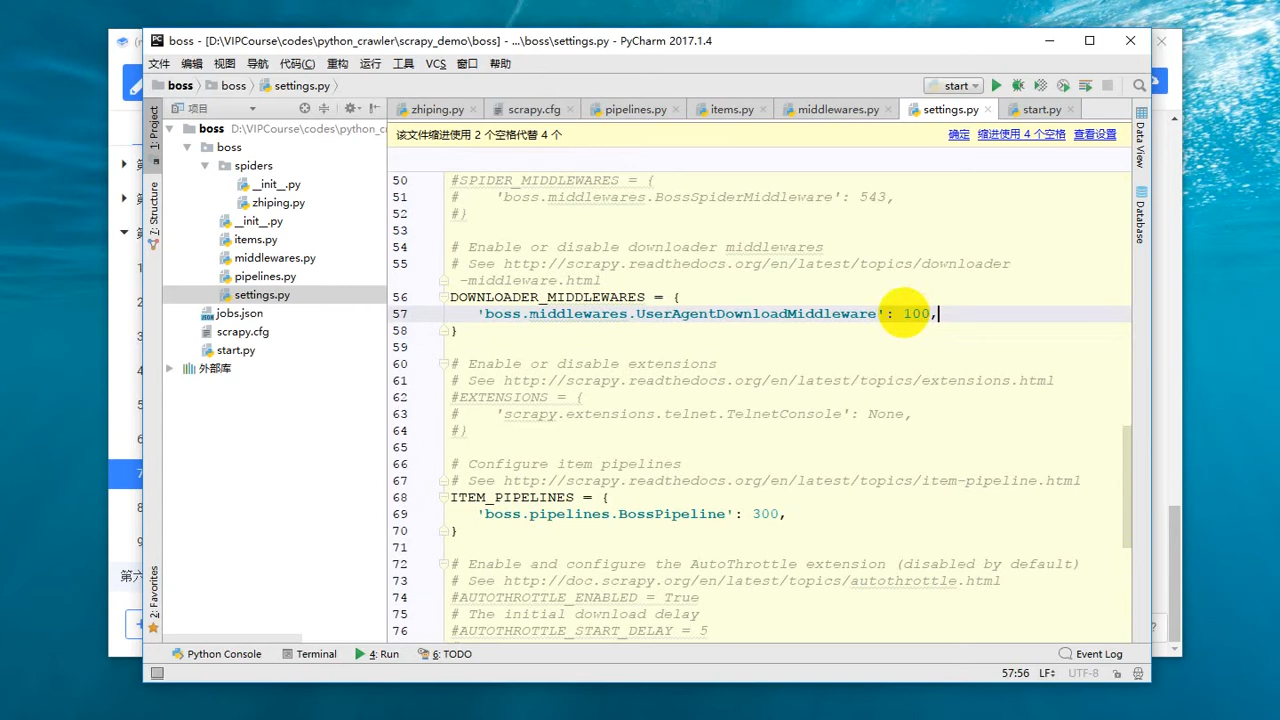 boss - [D:\VIPCourse\codes\python_crawler\scrapy_demo\boss] - ...\boss\settings.py - PyCharm 2017.1.4
文件 编辑 视图 导航 代码(C) 重构 运行 工具 VCS 窗口 帮助
boss boss settings.py start
项目 zhiping.py scrapy.cfg pipelines.py items.py middlewares.py settings.py start.py
该文件缩进使用 2 个空格代替 4 个 确定 缩进使用 4 个空格 查看设置
1: Project
7: Structure
2: Favorites
Data View
Database
boss D:\VIPCourse\codes\python_c
boss
spiders
__init__.py
zhiping.py
__init__.py
items.py
middlewares.py
pipelines.py
settings.py
jobs.json
scrapy.cfg
start.py
外部库
50 #SPIDER_MIDDLEWARES = {
51 #    'boss.middlewares.BossSpiderMiddleware': 543,
52 #}
53
54 # Enable or disable downloader middlewares
55 # See http://scrapy.readthedocs.org/en/latest/topics/downloader
-middleware.html
56 DOWNLOADER_MIDDLEWARES = {
57    'boss.middlewares.UserAgentDownloadMiddleware': 100,
58 }
59
60 # Enable or disable extensions
61 # See http://scrapy.readthedocs.org/en/latest/topics/extensions.html
62 #EXTENSIONS = {
63 #    'scrapy.extensions.telnet.TelnetConsole': None,
64 #}
65
66 # Configure item pipelines
67 # See http://scrapy.readthedocs.org/en/latest/topics/item-pipeline.html
68 ITEM_PIPELINES = {
69    'boss.pipelines.BossPipeline': 300,
70 }
71
72 # Enable and configure the AutoThrottle extension (disabled by default)
73 # See http://doc.scrapy.org/en/latest/topics/autothrottle.html
74 #AUTOTHROTTLE_ENABLED = True
75 # The initial download delay
76 #AUTOTHROTTLE_START_DELAY = 5
Python Console Terminal 4: Run 6: TODO Event Log
57:56 LF UTF-8